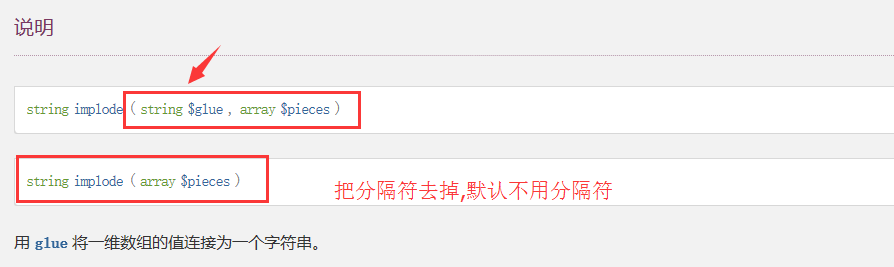 说明
string implode ( string $glue , array $pieces )
string implode ( array $pieces )
把分隔符去掉,默认不用分隔符
用 glue 将一维数组的值连接为一个字符串。